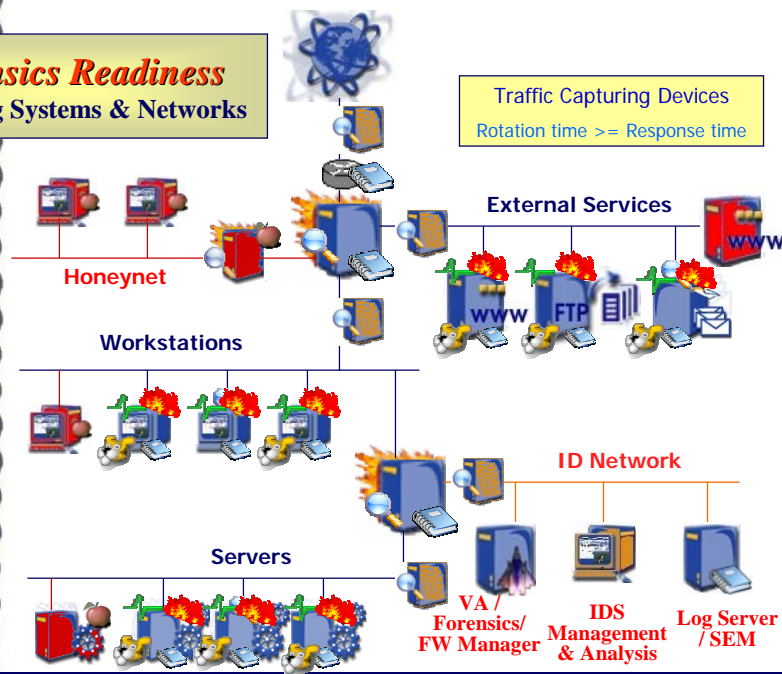 nsics Readiness
g Systems & Networks
Traffic Capturing Devices
Rotation time >= Response time
External Services
WWW
Honeynet
WWW
FTP
Workstations
ID Network
Servers
VA /
Forensics/
FW Manager
IDS
Management
& Analysis
Log Server
/ SEM